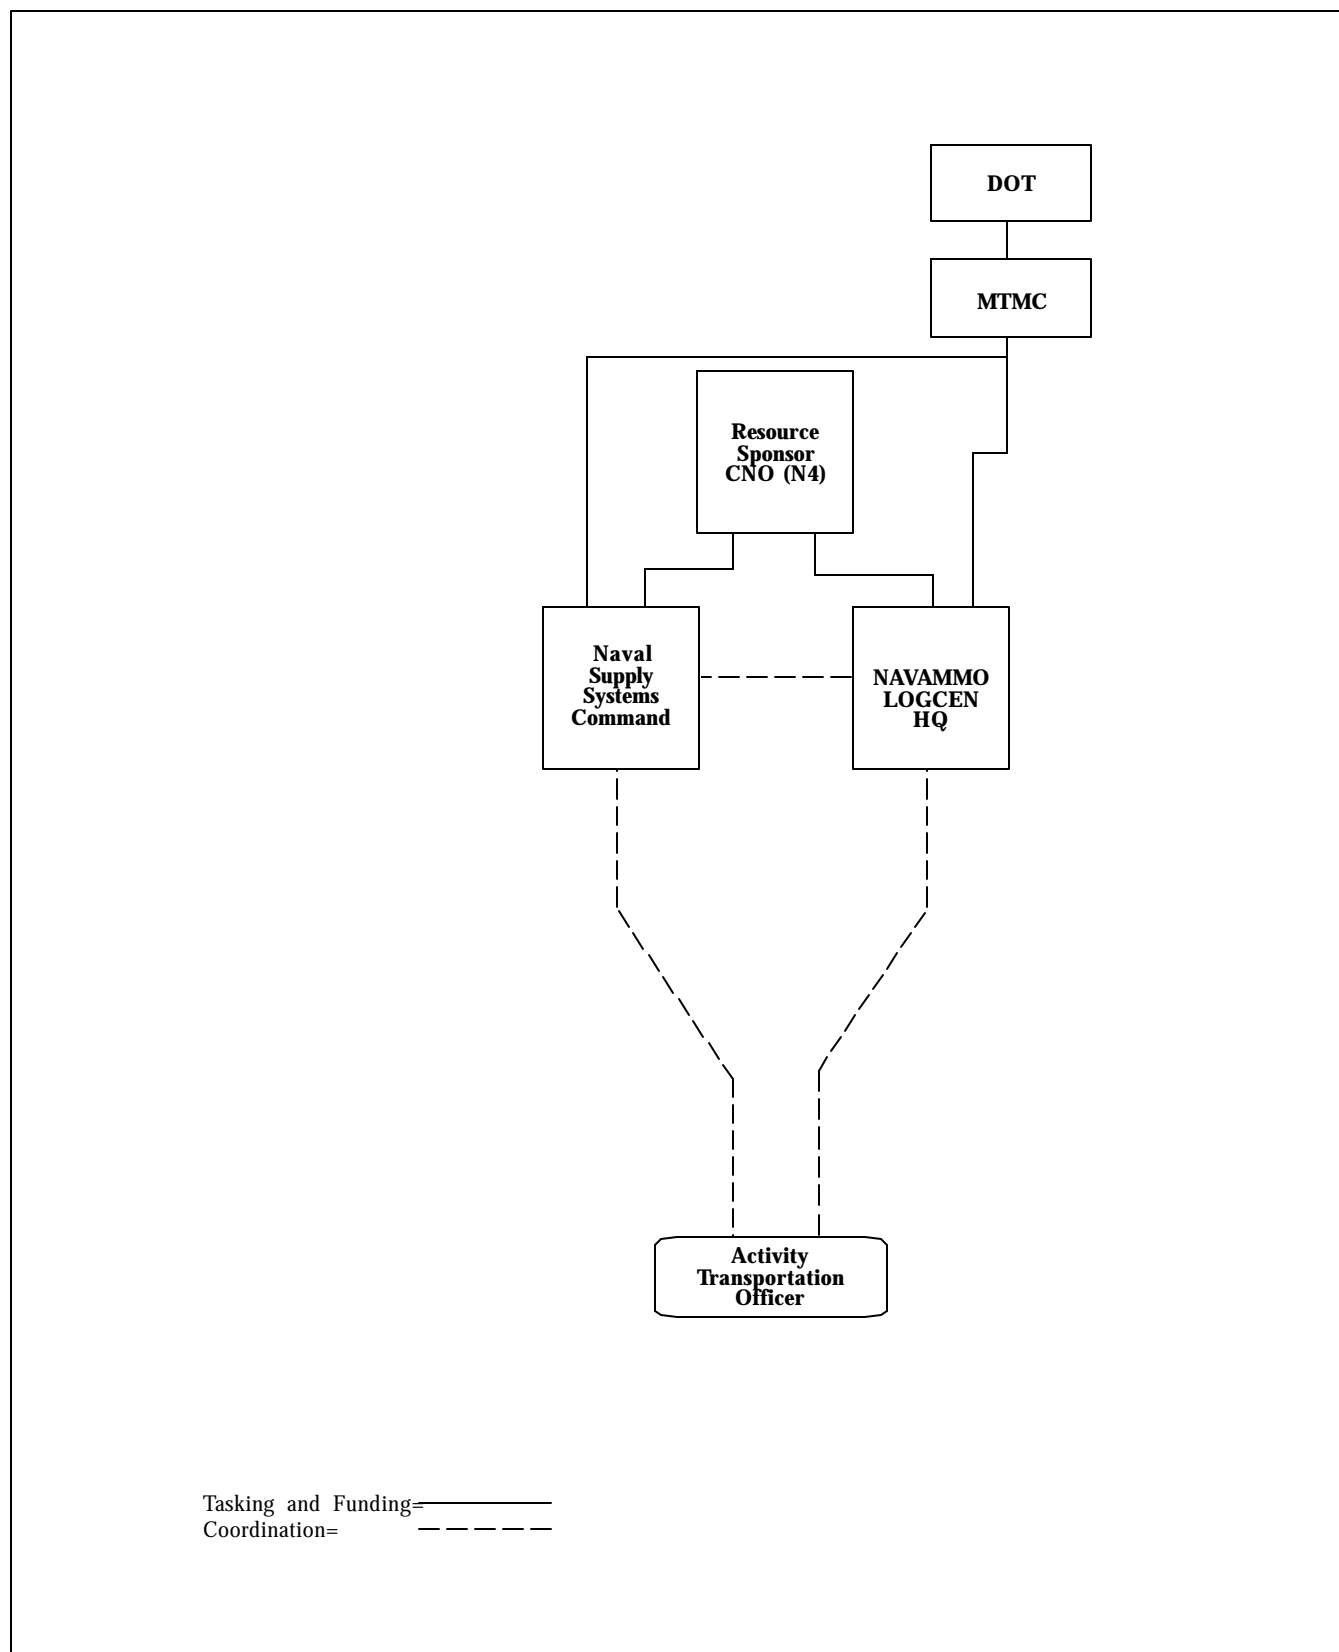 DOT
MTMC
Resource
Sponsor
CNO (N4)
Naval
Supply
Systems
Command
NAVAMMO
LOGCEN
HQ
Activity
Transportation
Officer
Tasking and Funding=
Coordination=